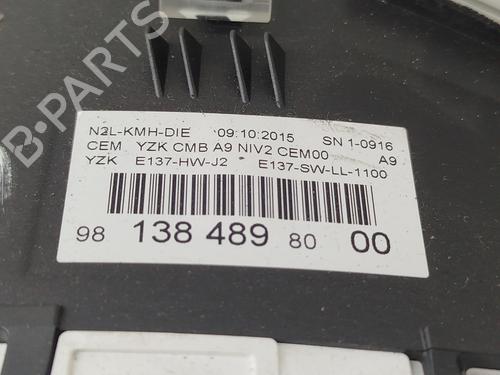 B-PARTS
N2L-KMH-DIE 09:10:2015 SN 1-0916
CEM YZK CMB A9 NIV2 CEM00 A9
YZK E137-HW-J2 E137-SW-LL-1100
98 138 489 80 00